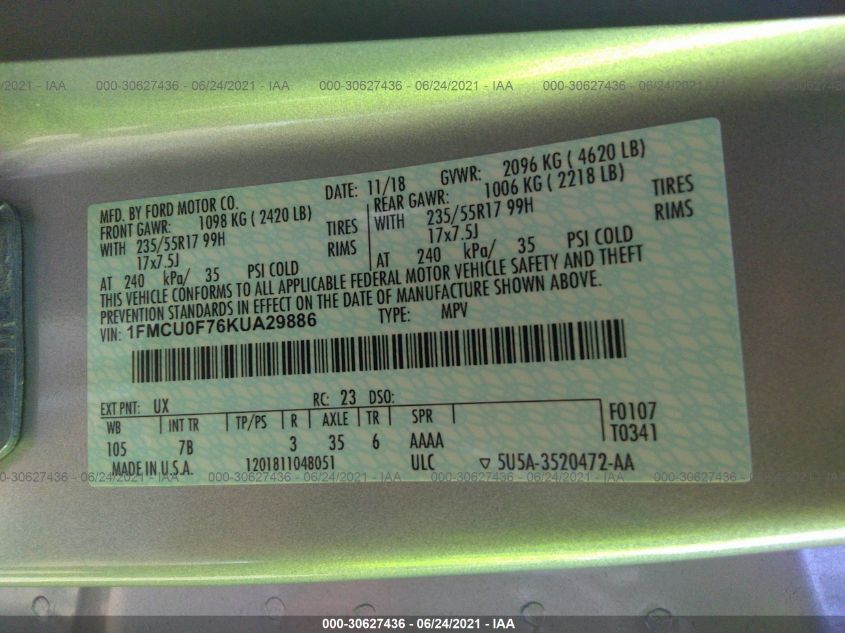 2021 - IAA 000-30627436 - 06/24/2021 - IAA 000-30627436 - 06/24/2021 - IAA 000-30627436 - 06/24/2021 - IAA
MFD. BY FORD MOTOR CO. DATE: 11/18 GVWR: 2096 KG ( 4620 LB)
FRONT GAWR: 1098 KG ( 2420 LB) REAR GAWR: 1006 KG ( 2218 LB)
WITH 235/55R17 99H TIRES WITH 235/55R17 99H TIRES
17x7.5J RIMS 17x7.5J RIMS
AT 240 kPa/ 35 PSI COLD AT 240 kPa/ 35 PSI COLD
THIS VEHICLE CONFORMS TO ALL APPLICABLE FEDERAL MOTOR VEHICLE SAFETY AND THEFT
PREVENTION STANDARDS IN EFFECT ON THE DATE OF MANUFACTURE SHOWN ABOVE.
VIN: 1FMCU0F76KUA29886 TYPE: MPV
EXT PNT: UX RC: 23 DSO:
WB INT TR TP/PS R AXLE TR SPR F0107
105 7B 3 35 6 AAAA T0341
MADE IN U.S.A. 1201811048051 ULC ▽ 5U5A-3520472-AA
000-30627436 - 06/24/2021 - IAA 000-30627436 - 06/24/2021 - IAA 000-30627436 - 06/24/2021 - IAA
000-30627436 - 06/24/2021 - IAA